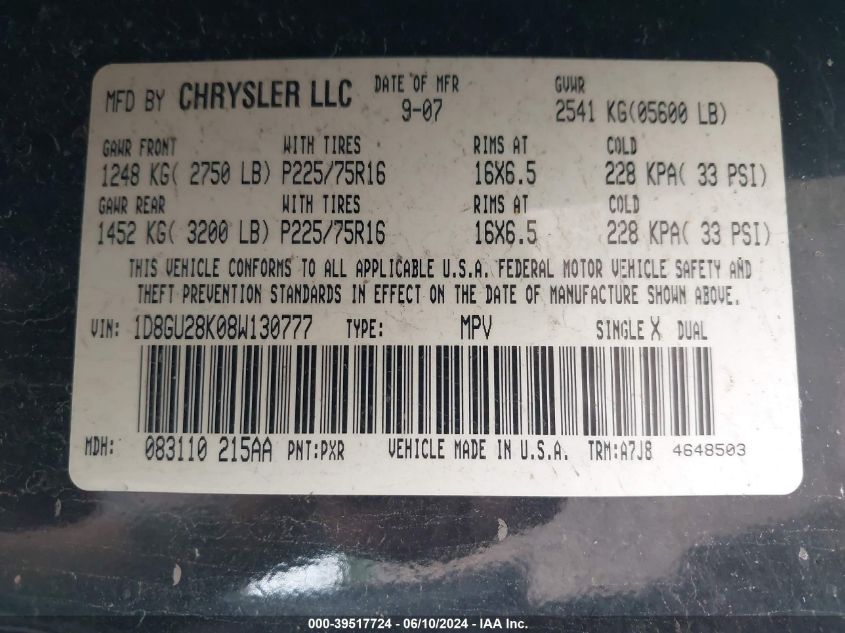 MFD BY CHRYSLER LLC DATE OF MFR GVWR
9-07 2541 KG(05600 LB)
GAWR FRONT WITH TIRES RIMS AT COLD
1248 KG( 2750 LB) P225/75R16 16X6.5 228 KPA( 33 PSI)
GAWR REAR WITH TIRES RIMS AT COLD
1452 KG( 3200 LB) P225/75R16 16X6.5 228 KPA( 33 PSI)
THIS VEHICLE CONFORMS TO ALL APPLICABLE U.S.A. FEDERAL MOTOR VEHICLE SAFETY AND
THEFT PREVENTION STANDARDS IN EFFECT ON THE DATE OF MANUFACTURE SHOWN ABOVE.
VIN: 1D8GU28K08W130777 TYPE: MPV SINGLE X DUAL
MDH: 083110 215AA PNT:PXR VEHICLE MADE IN U.S.A. TRM:A7J8 4648503
000-39517724 - 06/10/2024 - IAA Inc.